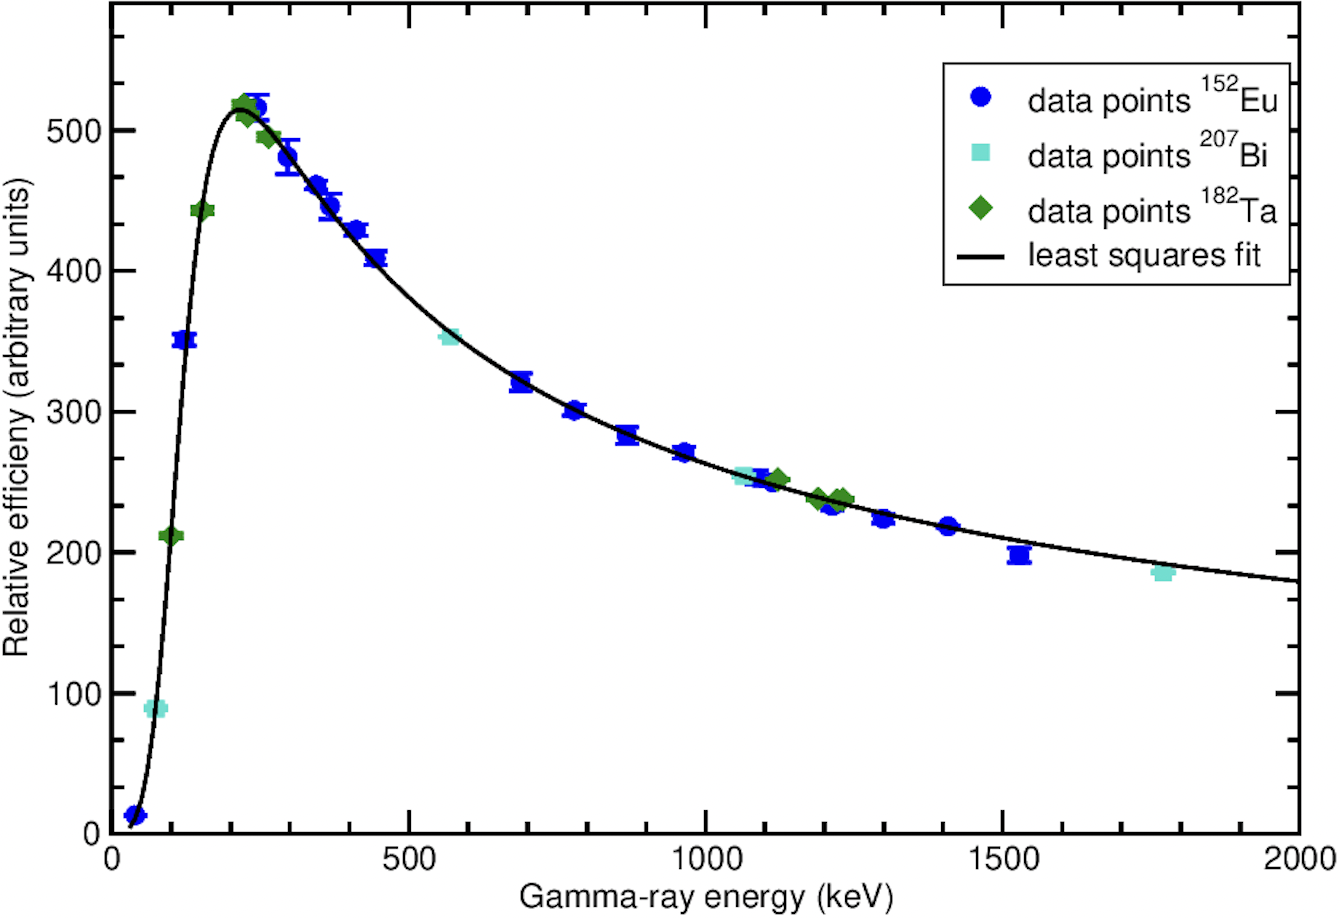 data points ¹⁵²Eu
data points ²⁰⁷Bi
data points ¹⁸²Ta
least squares fit
Relative efficieny (arbitrary units)
500
400
300
200
100
0
0 500 1000 1500 2000
Gamma-ray energy (keV)